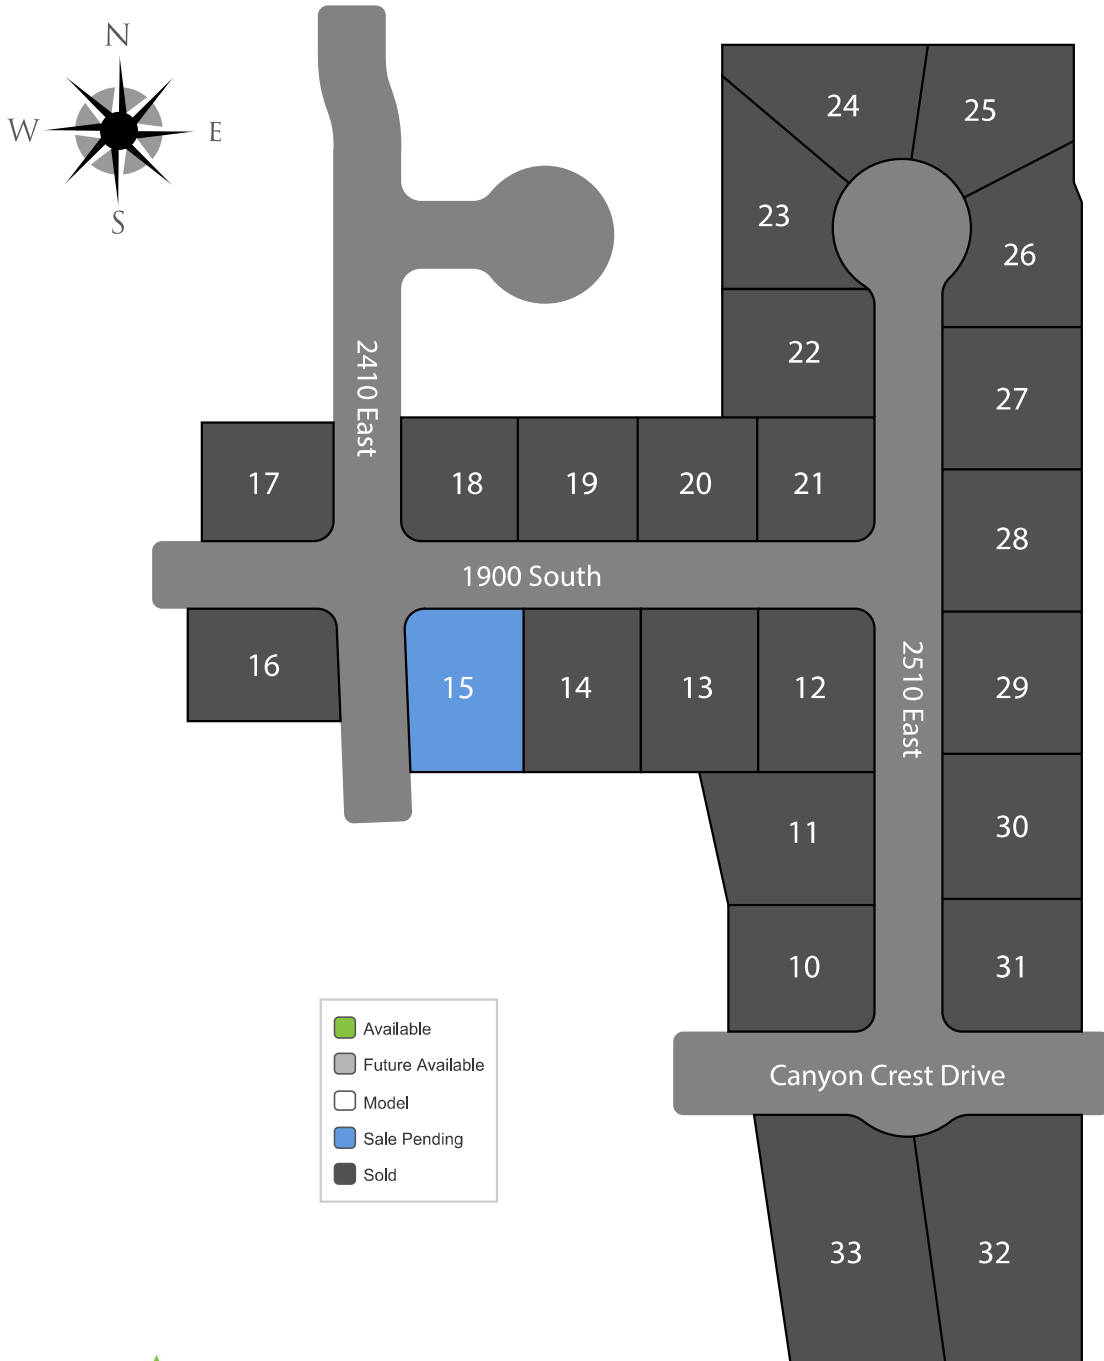 N
W
E
S
24
25
23
26
22
27
2410 East
17
18
19
20
21
28
1900 South
16
15
14
13
12
2510 East
29
11
30
10
31
Available
Future Available
Model
Sale Pending
Sold
Canyon Crest Drive
33
32